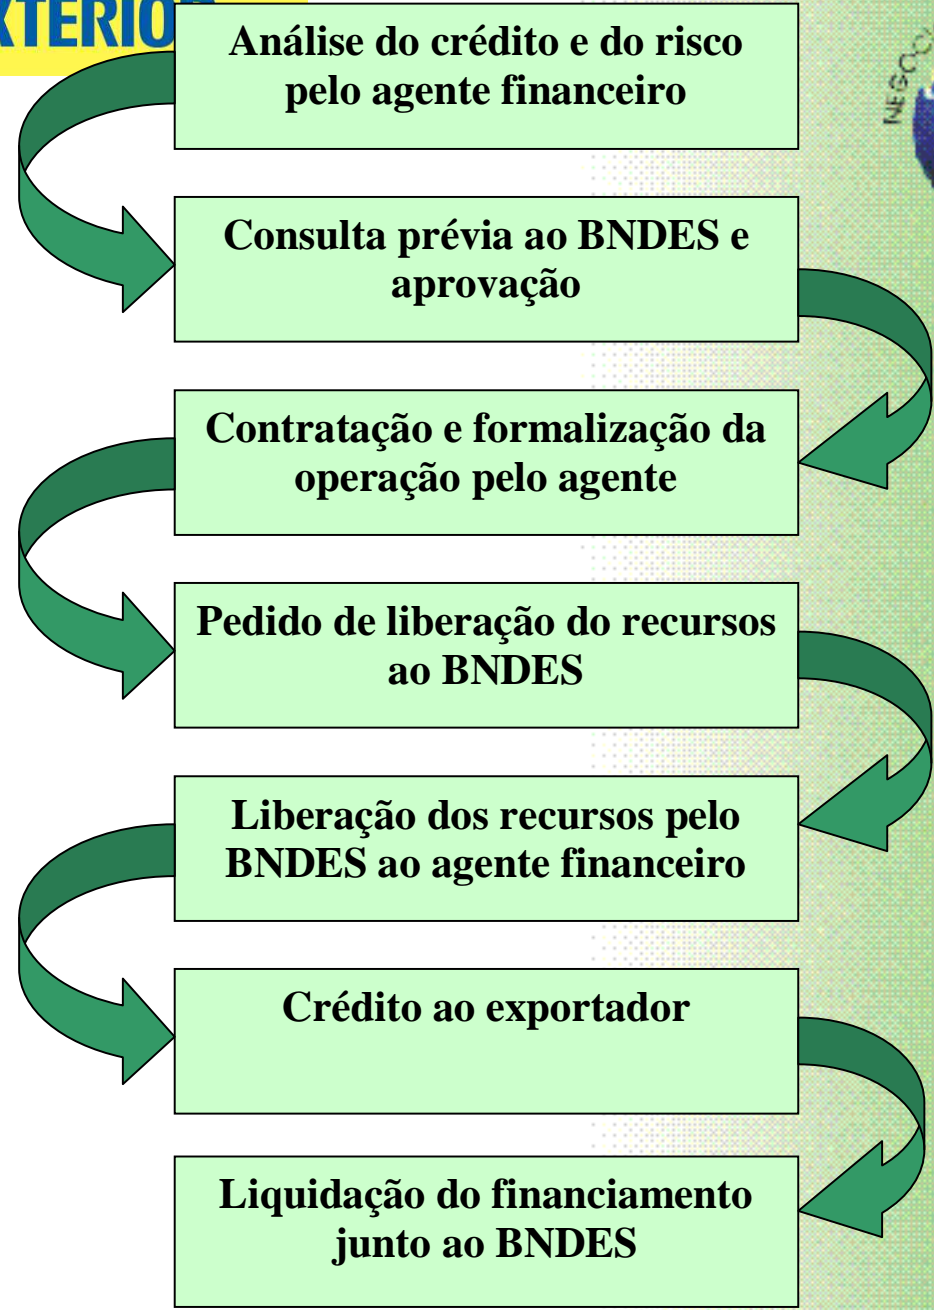 Análise do crédito e do risco
pelo agente financeiro
Consulta prévia ao BNDES e
aprovação
Contratação e formalização da
operação pelo agente
Pedido de liberação do recursos
ao BNDES
Liberação dos recursos pelo
BNDES ao agente financeiro
Crédito ao exportador
Liquidação do financiamento
junto ao BNDES